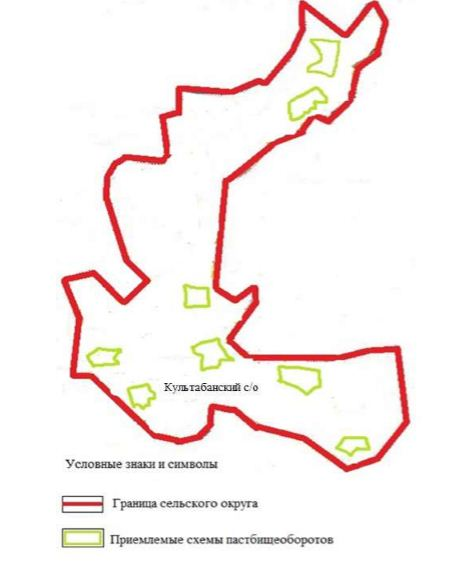 Культабанский с/о
Условные знаки и символы
Граница сельского округа
Приемлемые схемы пастбищеоборотов